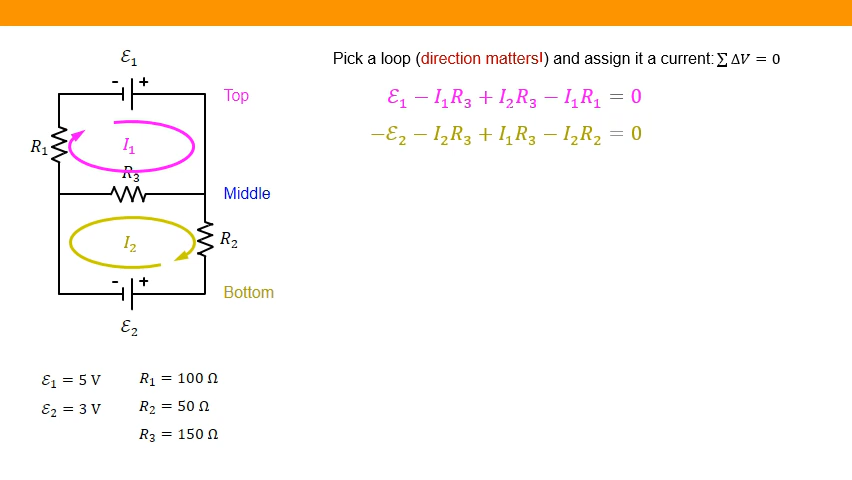 Pick a loop (direction matters!) and assign it a current: ∑ ΔV = 0
ℰ₁ − I₁R₃ + I₂R₃ − I₁R₁ = 0
−ℰ₂ − I₂R₃ + I₁R₃ − I₂R₂ = 0
ℰ₁
- +
Top
R₁
I₁
R₃
Middle
I₂
R₂
- +
Bottom
ℰ₂
ℰ₁ = 5 V
R₁ = 100 Ω
ℰ₂ = 3 V
R₂ = 50 Ω
R₃ = 150 Ω